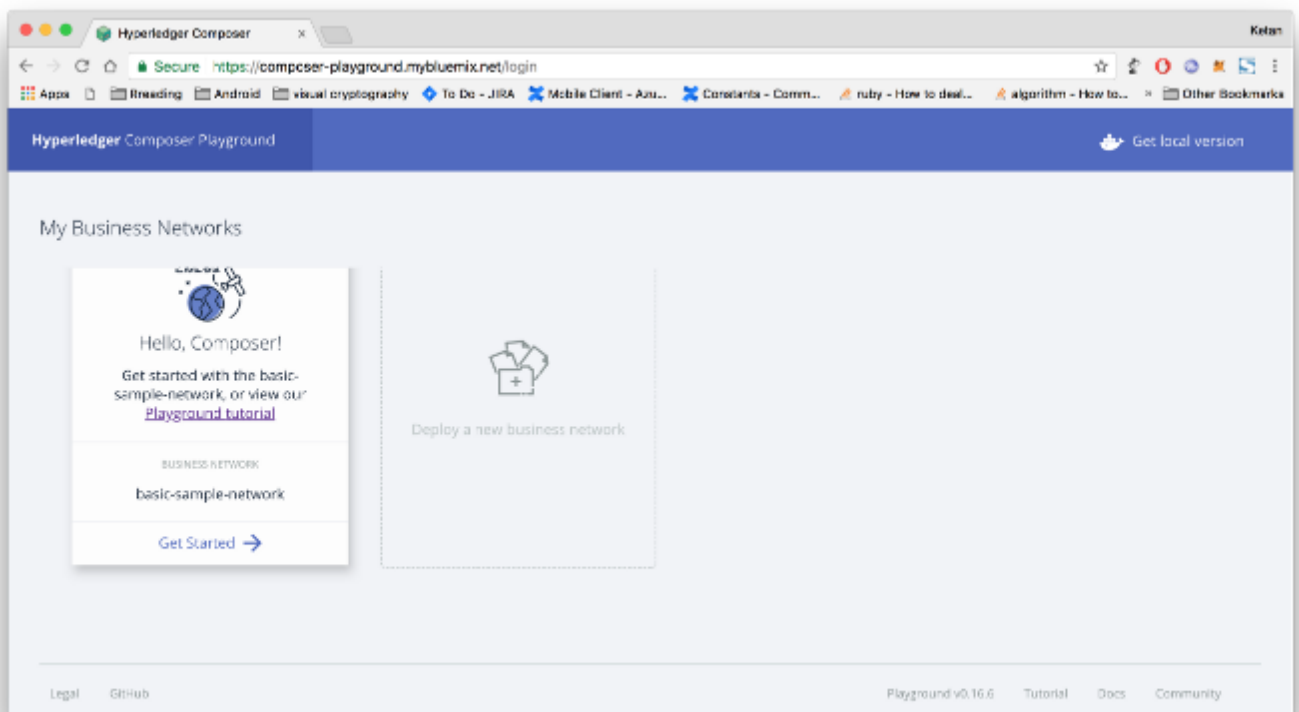 Hyperledger Composer
Ketan
Secure https://composer-playground.mybluemix.net/login
Apps Rreading Android visual cryptography To Do - JIRA Mobile Client - Azu... Constants - Comm... ruby - How to deal... algorithm - How to... » Other Bookmarks
Hyperledger Composer Playground
Get local version
My Business Networks
Hello, Composer!
Get started with the basic-
sample-network, or view our
Playground tutorial
BUSINESS NETWORK
basic-sample-network
Get Started
Deploy a new business network
Legal GitHub Playground v0.16.6 Tutorial Docs Community